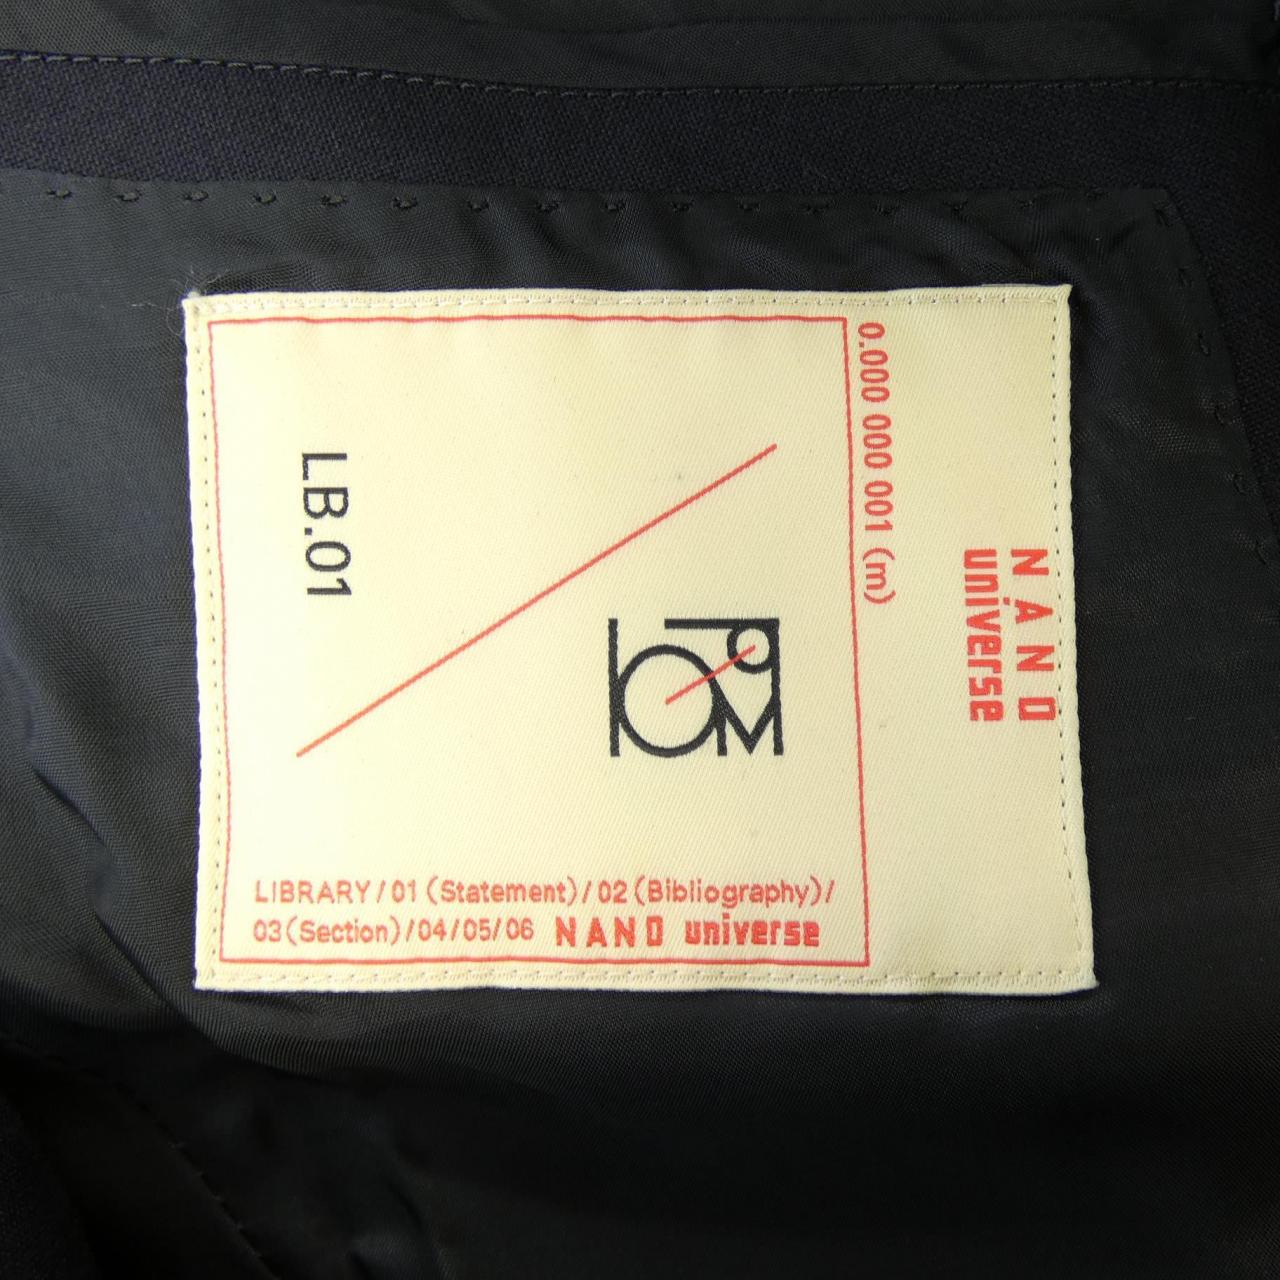 NANO
universe
0.000 000 001 (m)
LB.01
LIBRARY/01 (Statement)/02 (Bibliography)/
03(Section)/04/05/06 NANO universe